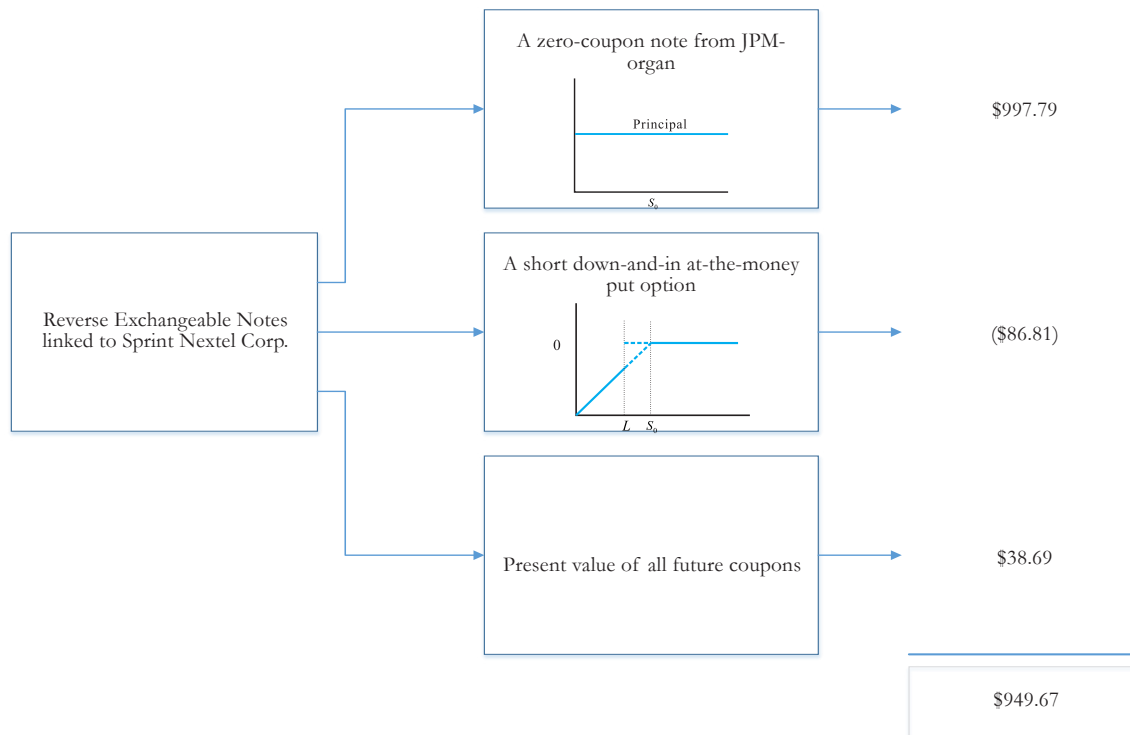 A zero-coupon note from JPM-
organ
Principal
S₀
$997.79
Reverse Exchangeable Notes
linked to Sprint Nextel Corp.
A short down-and-in at-the-money
put option
0
L S₀
($86.81)
Present value of all future coupons
$38.69
$949.67